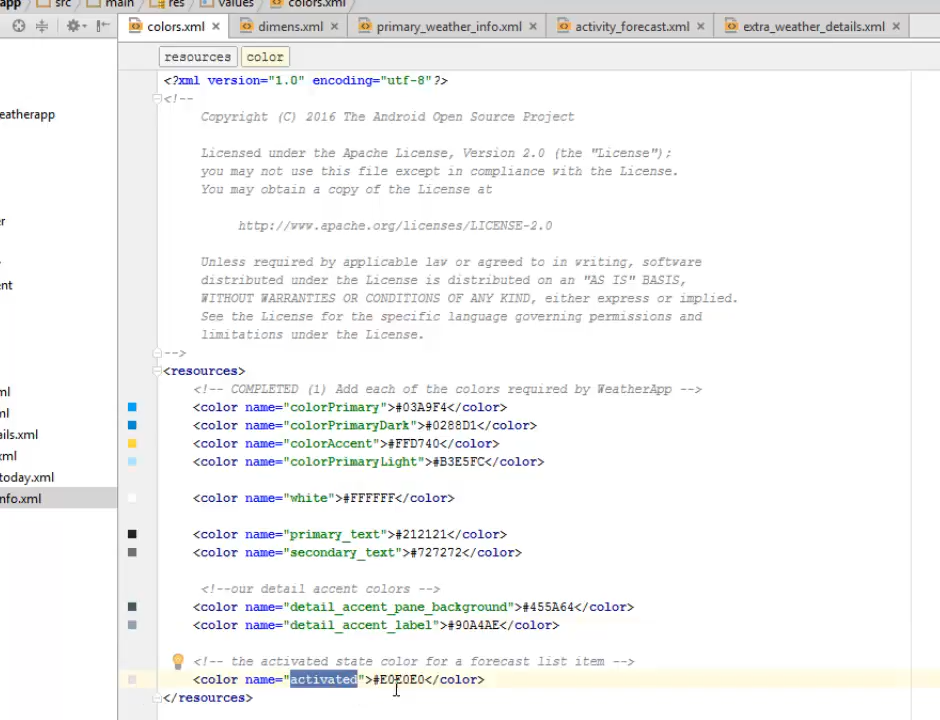 app src main res values colors.xml
colors.xml dimens.xml primary_weather_info.xml activity_forecast.xml extra_weather_details.xml
resources color
<?xml version="1.0" encoding="utf-8"?>
<!--
eatherapp
Copyright (C) 2016 The Android Open Source Project
Licensed under the Apache License, Version 2.0 (the "License");
you may not use this file except in compliance with the License.
You may obtain a copy of the License at
er
http://www.apache.org/licenses/LICENSE-2.0
Unless required by applicable law or agreed to in writing, software
distributed under the License is distributed on an "AS IS" BASIS,
nt
WITHOUT WARRANTIES OR CONDITIONS OF ANY KIND, either express or implied.
See the License for the specific language governing permissions and
limitations under the License.
-->
<resources>
<!-- COMPLETED (1) Add each of the colors required by WeatherApp -->
ml
<color name="colorPrimary">#03A9F4</color>
ml
<color name="colorPrimaryDark">#0288D1</color>
ails.xml
<color name="colorAccent">#FFD740</color>
xml
<color name="colorPrimaryLight">#B3E5FC</color>
today.xml
<color name="white">#FFFFFF</color>
nfo.xml
<color name="primary_text">#212121</color>
<color name="secondary_text">#727272</color>
<!--our detail accent colors -->
<color name="detail_accent_pane_background">#455A64</color>
<color name="detail_accent_label">#90A4AE</color>
<!-- the activated state color for a forecast list item -->
<color name="activated">#E0E0E0</color>
</resources>